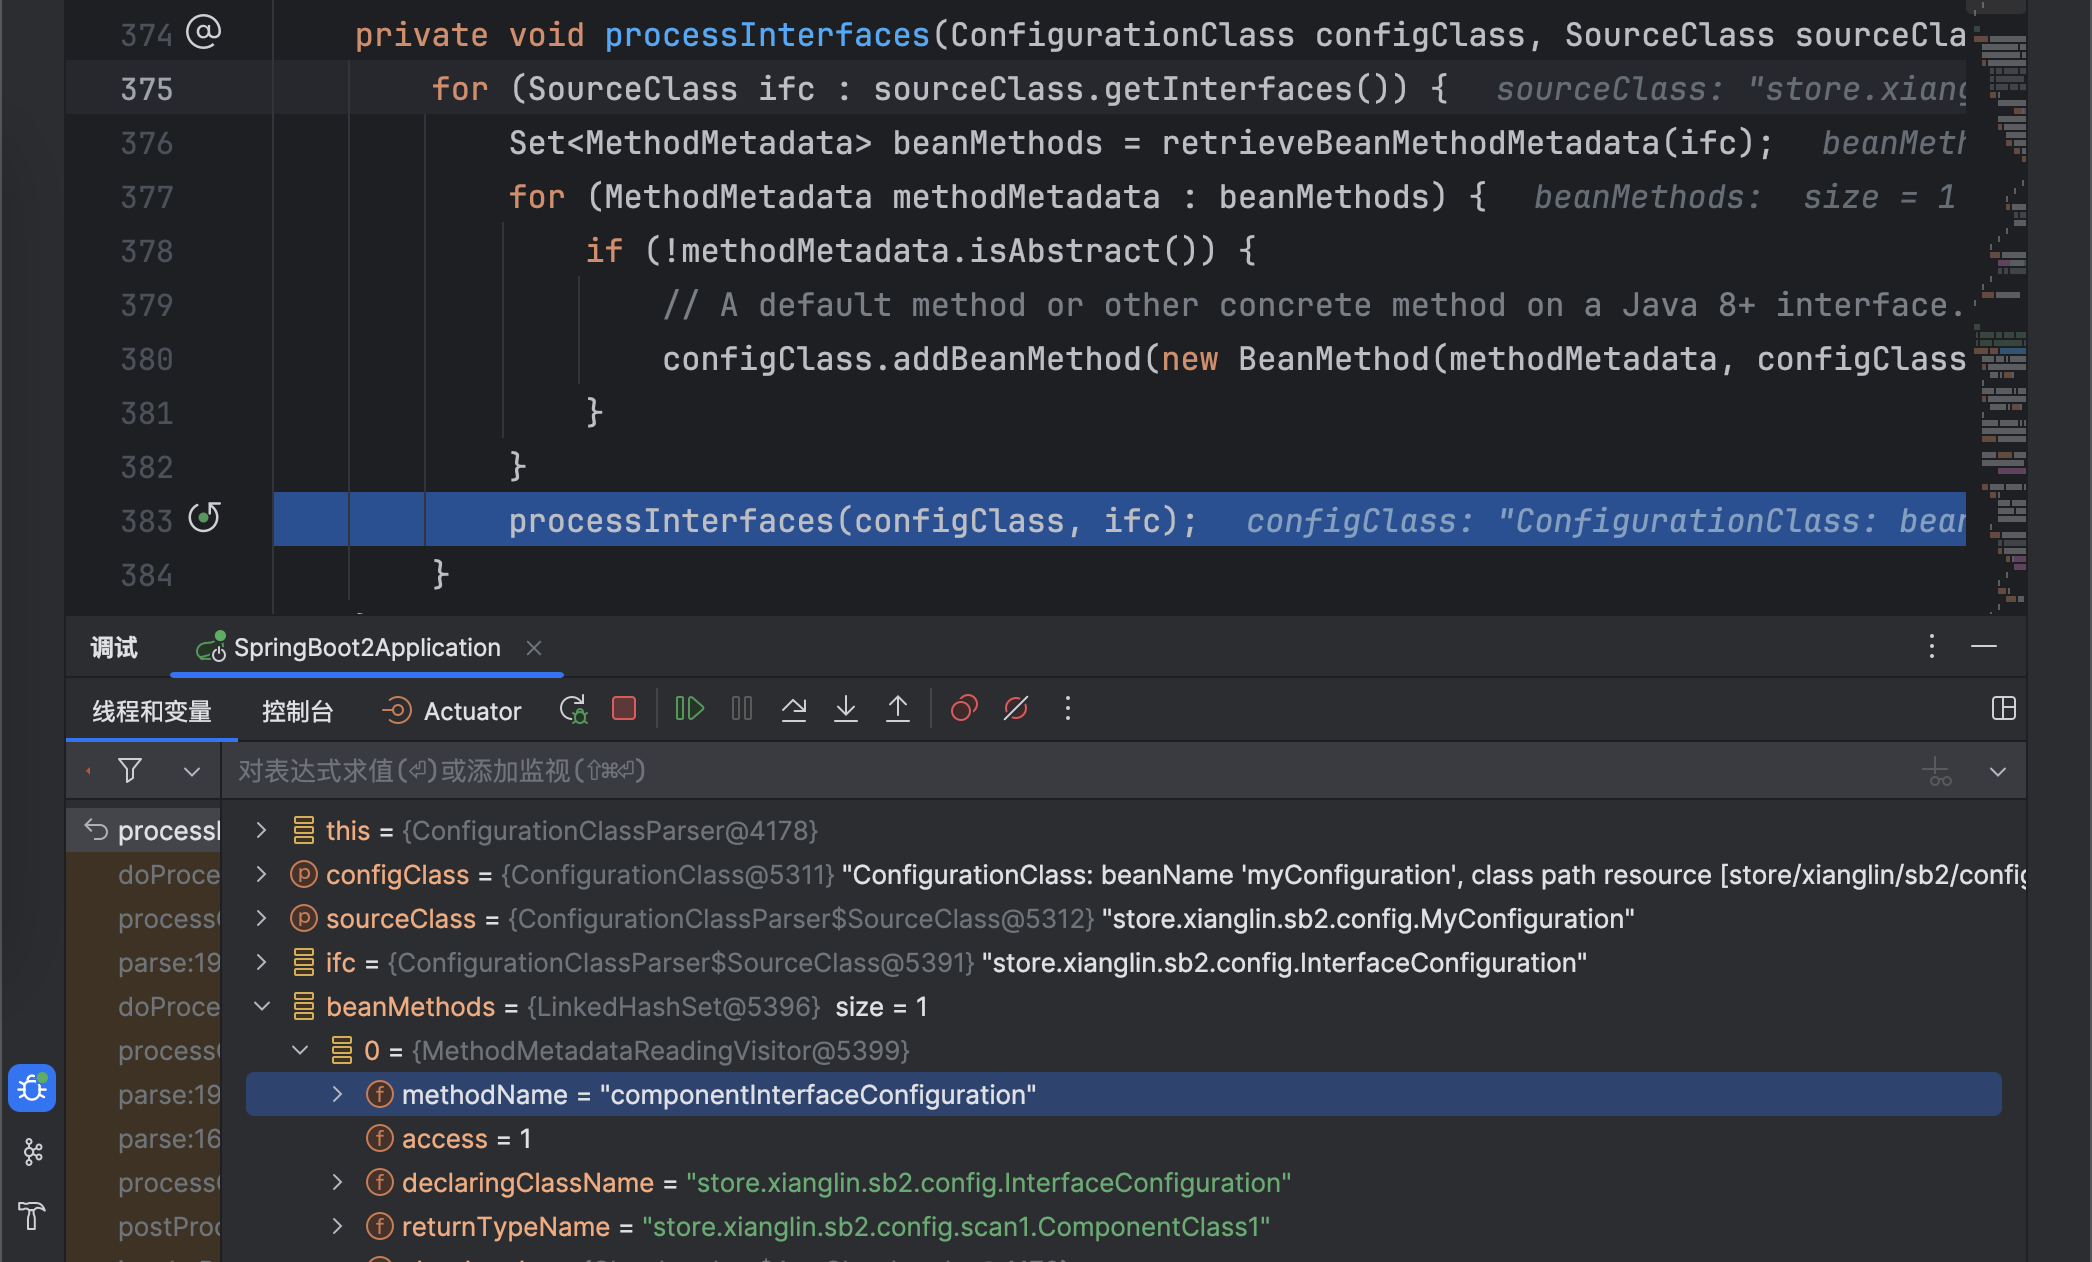 374 private void processInterfaces(ConfigurationClass configClass, SourceClass sourceCla
375 for (SourceClass ifc : sourceClass.getInterfaces()) { sourceClass: "store.xiang
376 Set<MethodMetadata> beanMethods = retrieveBeanMethodMetadata(ifc); beanMeth
377 for (MethodMetadata methodMetadata : beanMethods) { beanMethods: size = 1
378 if (!methodMetadata.isAbstract()) {
379 // A default method or other concrete method on a Java 8+ interface.
380 configClass.addBeanMethod(new BeanMethod(methodMetadata, configClass
381 }
382 }
383 processInterfaces(configClass, ifc); configClass: "ConfigurationClass: bean
384 }
调试 SpringBoot2Application
线程和变量 控制台 Actuator
对表达式求值(⏎)或添加监视(⇧⌘⏎)
processI
this = {ConfigurationClassParser@4178}
doProce
configClass = {ConfigurationClass@5311} "ConfigurationClass: beanName 'myConfiguration', class path resource [store/xianglin/sb2/config
process
sourceClass = {ConfigurationClassParser$SourceClass@5312} "store.xianglin.sb2.config.MyConfiguration"
parse:19
ifc = {ConfigurationClassParser$SourceClass@5391} "store.xianglin.sb2.config.InterfaceConfiguration"
doProce
beanMethods = {LinkedHashSet@5396} size = 1
process
0 = {MethodMetadataReadingVisitor@5399}
parse:19
methodName = "componentInterfaceConfiguration"
parse:16
access = 1
process
declaringClassName = "store.xianglin.sb2.config.InterfaceConfiguration"
postProc
returnTypeName = "store.xianglin.sb2.config.scan1.ComponentClass1"